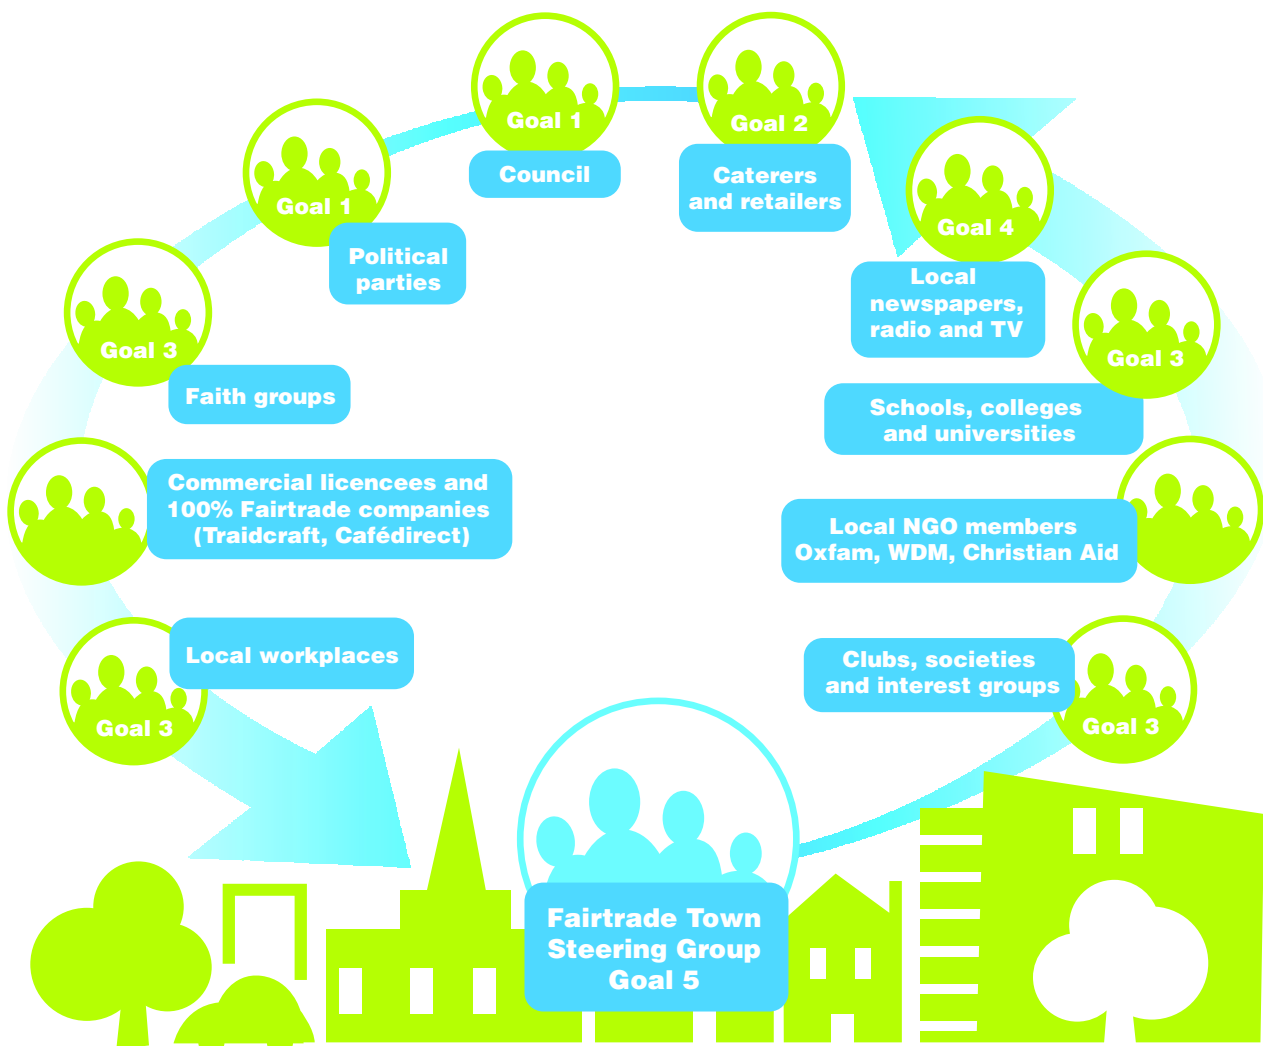 Goal 1
Council
Goal 2
Caterers
and retailers
Goal 1
Political
parties
Goal 4
Local
newspapers,
radio and TV
Goal 3
Faith groups
Goal 3
Schools, colleges
and universities
Commercial licencees and
100% Fairtrade companies
(Traidcraft, Cafédirect)
Local NGO members
Oxfam, WDM, Christian Aid
Goal 3
Local workplaces
Clubs, societies
and interest groups
Goal 3
Fairtrade Town
Steering Group
Goal 5